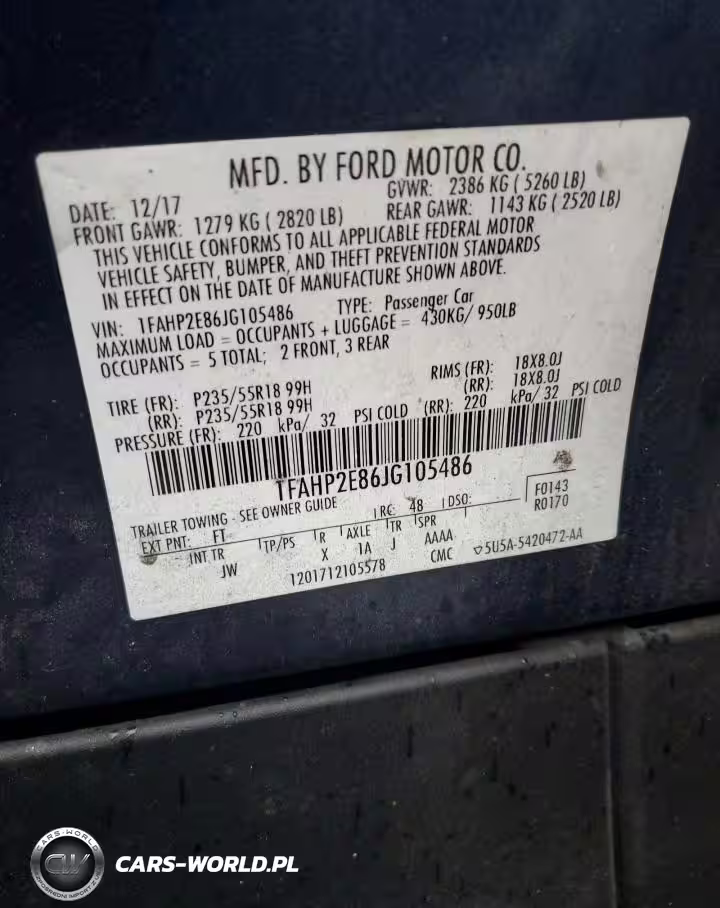 MFD. BY FORD MOTOR CO.
DATE: 12/17 GVWR: 2386 KG ( 5260 LB)
FRONT GAWR: 1279 KG ( 2820 LB) REAR GAWR: 1143 KG ( 2520 LB)
THIS VEHICLE CONFORMS TO ALL APPLICABLE FEDERAL MOTOR
VEHICLE SAFETY, BUMPER, AND THEFT PREVENTION STANDARDS
IN EFFECT ON THE DATE OF MANUFACTURE SHOWN ABOVE.
VIN: 1FAHP2E86JG105486 TYPE: Passenger Car
MAXIMUM LOAD = OCCUPANTS + LUGGAGE = 430KG/ 950LB
OCCUPANTS = 5 TOTAL; 2 FRONT, 3 REAR
TIRE (FR): P235/55R18 99H RIMS (FR): 18X8.0J
(RR): P235/55R18 99H (RR): 18X8.0J
PRESSURE (FR): 220 kPa/ 32 PSI COLD (RR): 220 kPa/ 32 PSI COLD
1FAHP2E86JG105486
TRAILER TOWING - SEE OWNER GUIDE
F0143
R0170
EXT PNT: FT RC: 48 DSO:
INT TR TP/PS R AXLE TR SPR
JW X 1A J AAAA
1201712105578 CMC ▽5U5A-5420472-AA
CARS-WORLD
CW
CARS-WORLD.PL